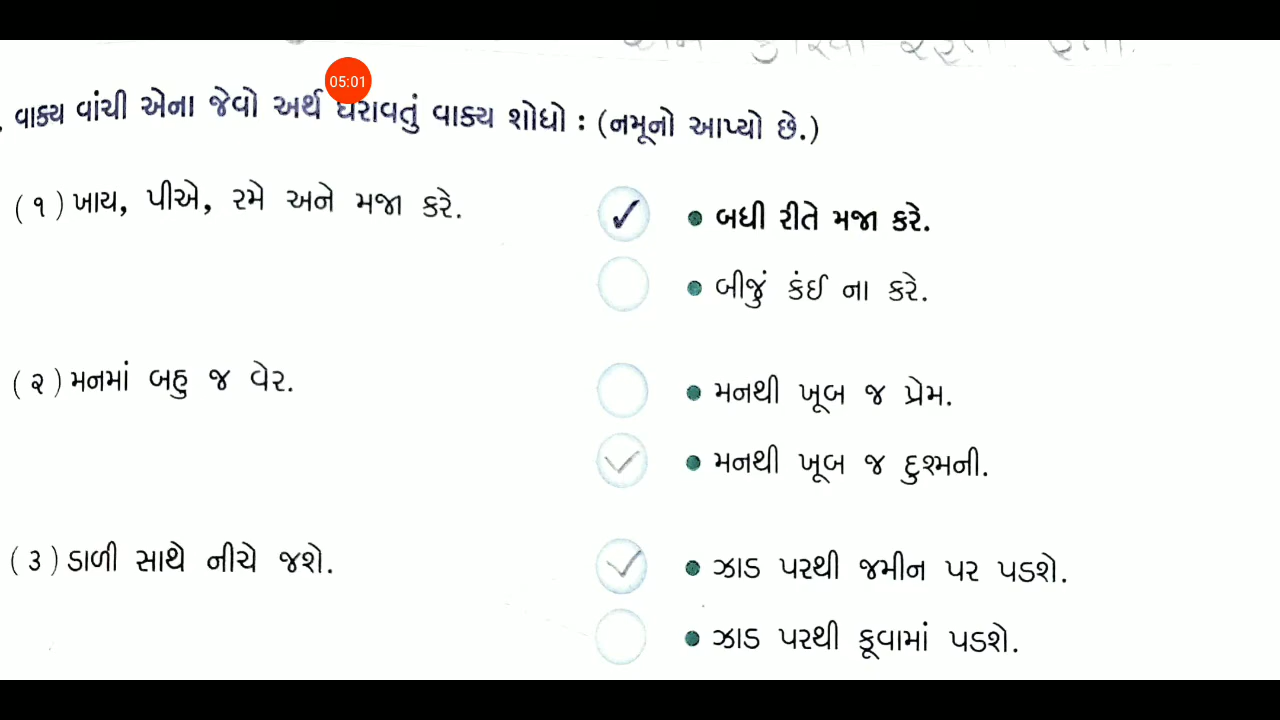 05:01
વાક્ય વાંચી એના જેવો અર્થ ધરાવતું વાક્ય શોધો : (નમૂનો આપ્યો છે.)
(૧) ખાય, પીએ, રમે અને મજા કરે.
• બધી રીતે મજા કરે.
• બીજું કંઈ ના કરે.
(૨) મનમાં બહુ જ વેર.
• મનથી ખૂબ જ પ્રેમ.
• મનથી ખૂબ જ દુશ્મની.
(૩) ડાળી સાથે નીચે જશે.
• ઝાડ પરથી જમીન પર પડશે.
• ઝાડ પરથી કૂવામાં પડશે.